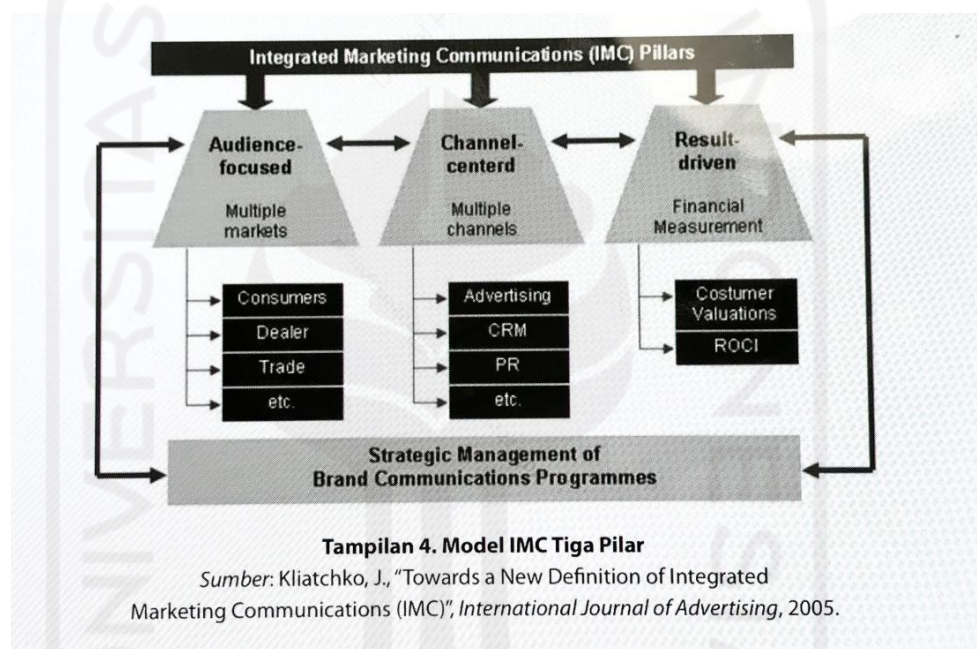 Integrated Marketing Communications (IMC) Pillars
Audience-
focused
Multiple
markets
Consumers
Dealer
Trade
etc.
Channel-
centerd
Multiple
channels
Advertising
CRM
PR
etc.
Result-
driven
Financial
Measurement
Costumer
Valuations
ROCI
Strategic Management of
Brand Communications Programmes
Tampilan 4. Model IMC Tiga Pilar
Sumber: Kliatchko, J., "Towards a New Definition of Integrated
Marketing Communications (IMC)", International Journal of Advertising, 2005.